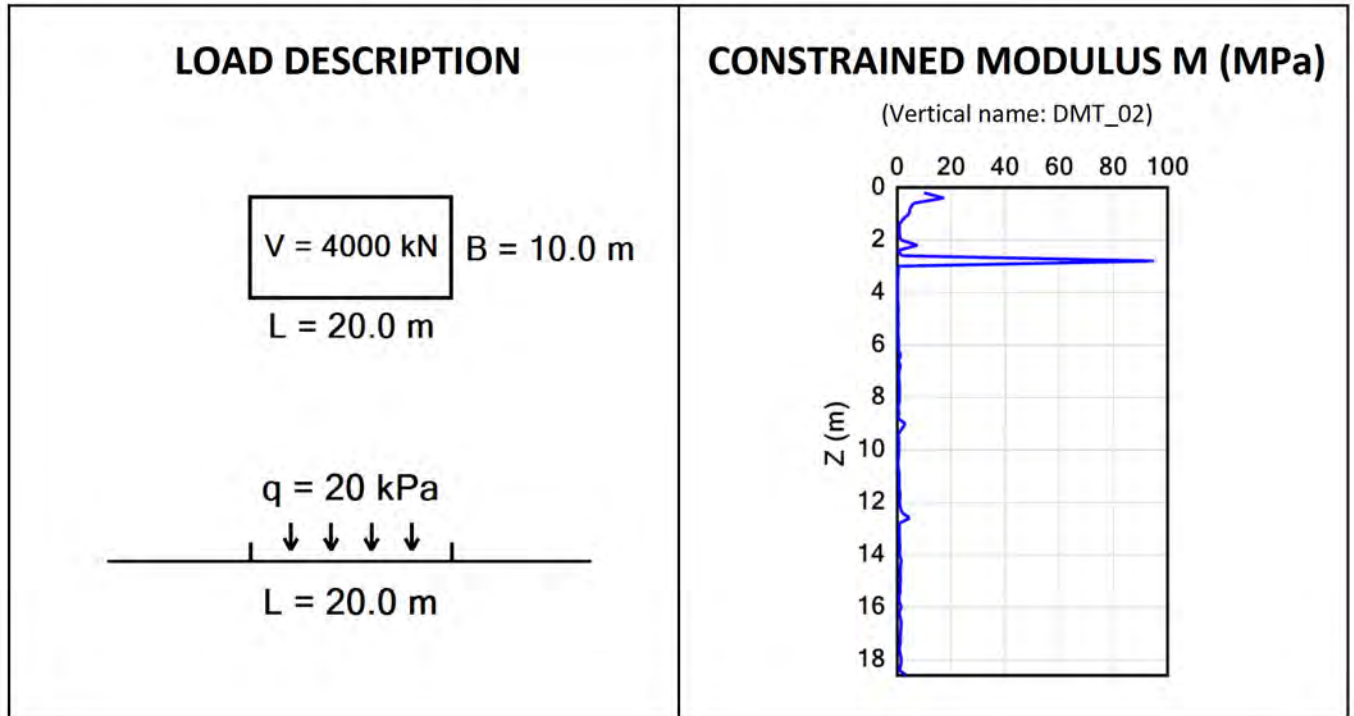 LOAD DESCRIPTION
V = 4000 kN
B = 10.0 m
L = 20.0 m
q = 20 kPa
L = 20.0 m
CONSTRAINED MODULUS M (MPa)
(Vertical name: DMT_02)
0 20 40 60 80 100
0
2
4
6
8
10
12
14
16
18
Z (m)